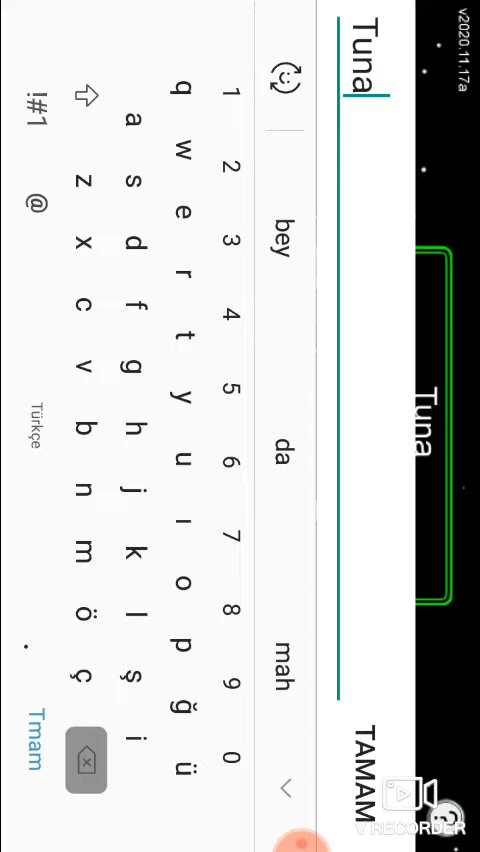 v2020.11.17a
Tuna
Tuna
TAMAM
bey da mah
1 2 3 4 5 6 7 8 9 0
q w e r t y u ı o p ğ ü
a s d f g h j k l ş i
z x c v b n m ö ç
!#1 @ Türkçe . Tmam
V RECORDER